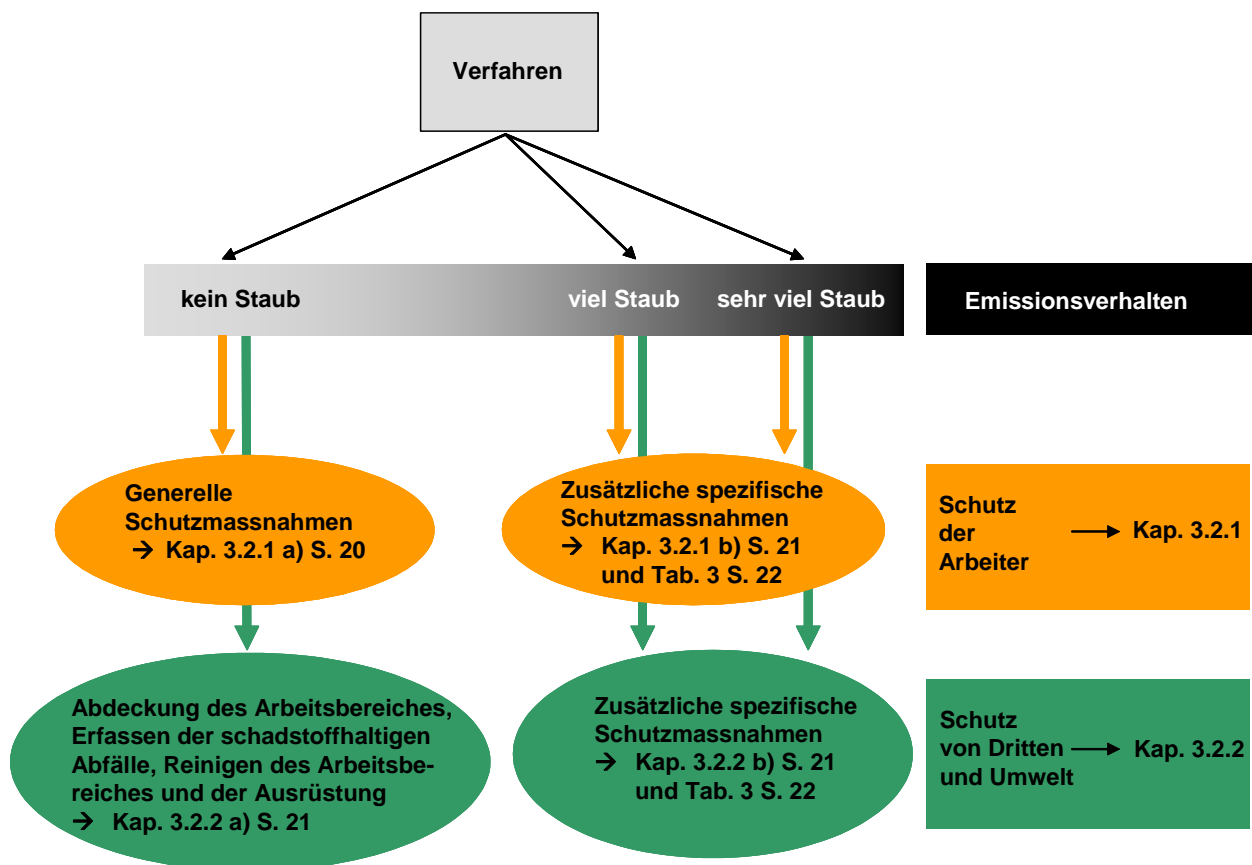 Verfahren
kein Staub
viel Staub
sehr viel Staub
Emissionsverhalten
Generelle
Schutzmassnahmen
→ Kap. 3.2.1 a) S. 20
Zusätzliche spezifische
Schutzmassnahmen
→ Kap. 3.2.1 b) S. 21
und Tab. 3 S. 22
Schutz
der
Arbeiter
→ Kap. 3.2.1
Abdeckung des Arbeitsbereiches,
Erfassen der schadstoffhaltigen
Abfälle, Reinigen des Arbeitsbe-
reiches und der Ausrüstung
→ Kap. 3.2.2 a) S. 21
Zusätzliche spezifische
Schutzmassnahmen
→ Kap. 3.2.2 b) S. 21
und Tab. 3 S. 22
Schutz
von Dritten
und Umwelt
→ Kap. 3.2.2